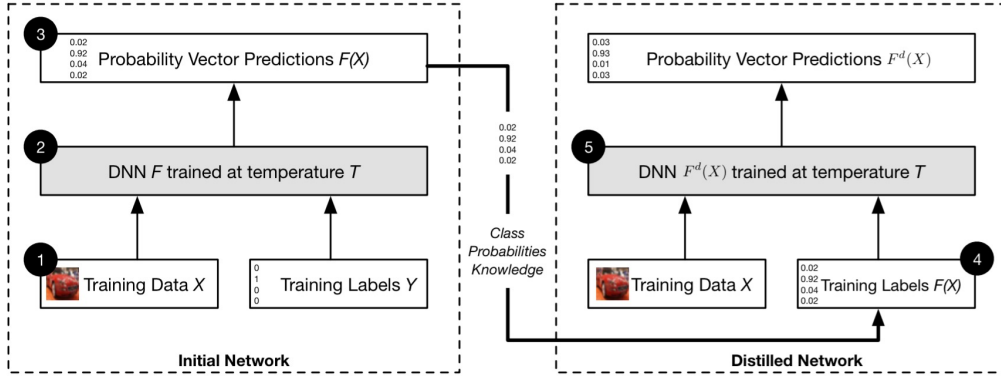 3
0.02
0.92
0.04
0.02
Probability Vector Predictions F(X)
2
DNN F trained at temperature T
1
Training Data X
0
1
0
0
Training Labels Y
Initial Network
0.02
0.92
0.04
0.02
Class
Probabilities
Knowledge
0.03
0.93
0.01
0.03
Probability Vector Predictions F^d(X)
5
DNN F^d(X) trained at temperature T
Training Data X
4
0.02
0.92
0.04
0.02
Training Labels F(X)
Distilled Network